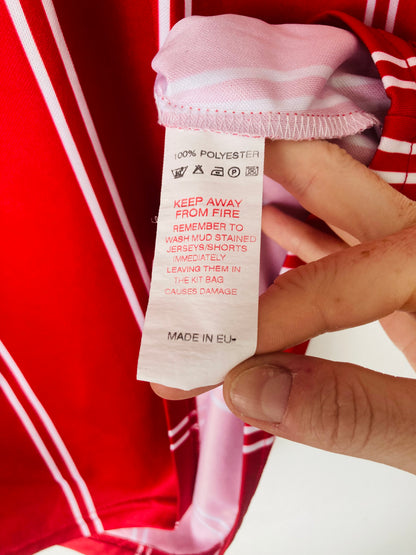 100% POLYESTER
KEEP AWAY
FROM FIRE
REMEMBER TO
WASH MUD STAINED
JERSEYS/SHORTS
IMMEDIATELY
LEAVING THEM IN
THE KIT BAG
CAUSES DAMAGE
MADE IN EU